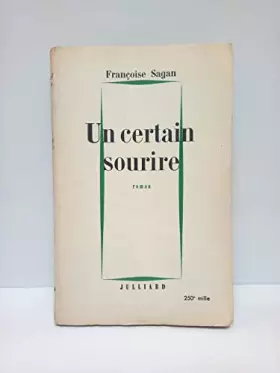 Françoise Sagan
Un certain
sourire
roman
JULLIARD
250e mille